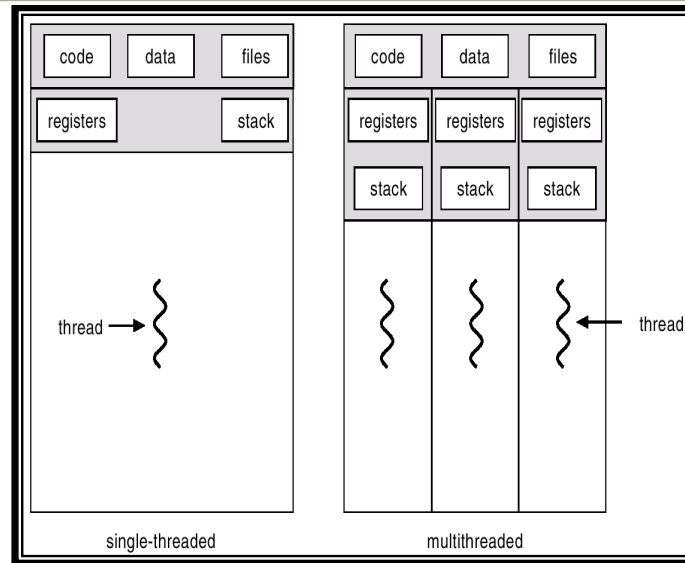 code data files
registers stack
thread
single-threaded
code data files
registers registers registers
stack stack stack
thread
multithreaded